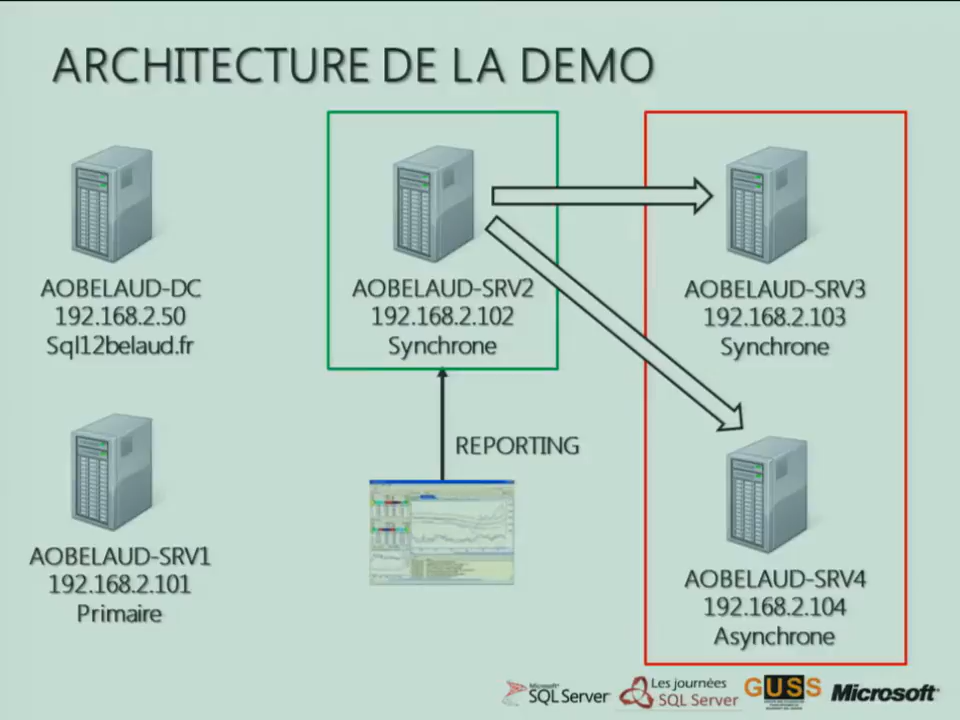 ARCHITECTURE DE LA DEMO
AOBELAUD-DC
192.168.2.50
Sql12belaud.fr
AOBELAUD-SRV2
192.168.2.102
Synchrone
AOBELAUD-SRV3
192.168.2.103
Synchrone
REPORTING
AOBELAUD-SRV1
192.168.2.101
Primaire
AOBELAUD-SRV4
192.168.2.104
Asynchrone
Microsoft
SQL Server
Les journées
SQL Server
GUSS
Microsoft